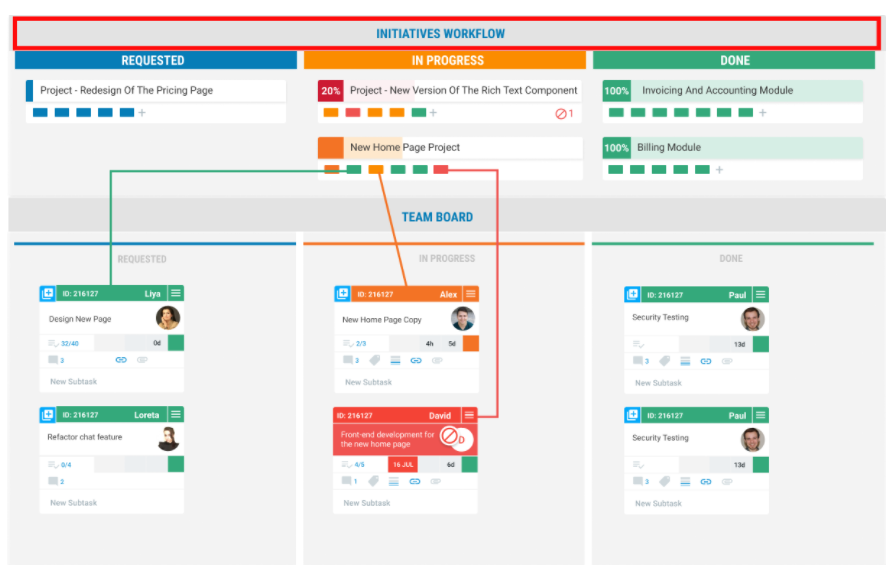 INITIATIVES WORKFLOW
REQUESTED
IN PROGRESS
DONE
Project - Redesign Of The Pricing Page
+
20% Project - New Version Of The Rich Text Component
+
1
New Home Page Project
100% Invoicing And Accounting Module
+
100% Billing Module
+
TEAM BOARD
REQUESTED
IN PROGRESS
DONE
ID: 216127 Liya
Design New Page
32/40 0d
2
New Subtask
ID: 216127 Loreta
Refactor chat feature
0/4
2
New Subtask
ID: 216127 Alex
New Home Page Copy
2/3 4h 5d
3
New Subtask
ID: 216127 David
Front-end development for
the new home page
D
4/5 16 JUL 6d
1
New Subtask
ID: 216127 Paul
Security Testing
13d
3
New Subtask
ID: 216127 Paul
Security Testing
13d
3
New Subtask